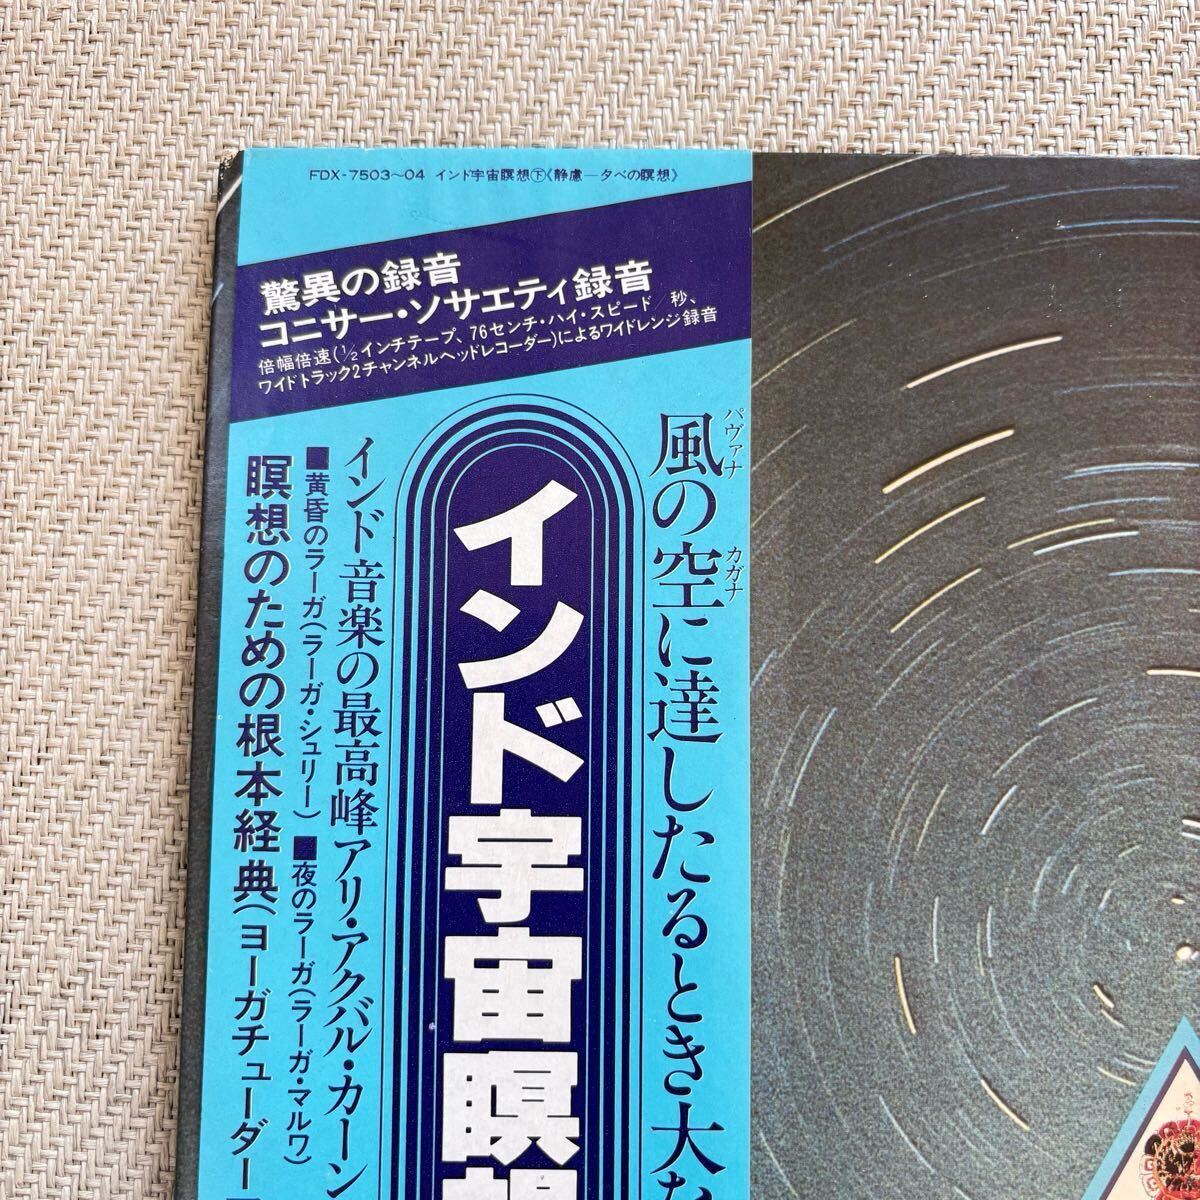 FDX-7503〜04 インド宇宙瞑想㊦《静慮—夕べの瞑想》
驚異の録音
コニサー・ソサエティ録音
倍幅倍速(1/2インチテープ、76センチ・ハイ・スピード/秒、
ワイドトラック2チャンネルヘッドレコーダー)によるワイドレンジ録音
風の空に達したるとき大な
パヴァナ
カガナ
インド宇宙瞑想
インド音楽の最高峰アリ・アクバル・カーン
■黄昏のラーガ(ラーガ・シュリー) ■夜のラーガ(ラーガ・マルワ)
瞑想のための根本経典(ヨーガチューダー